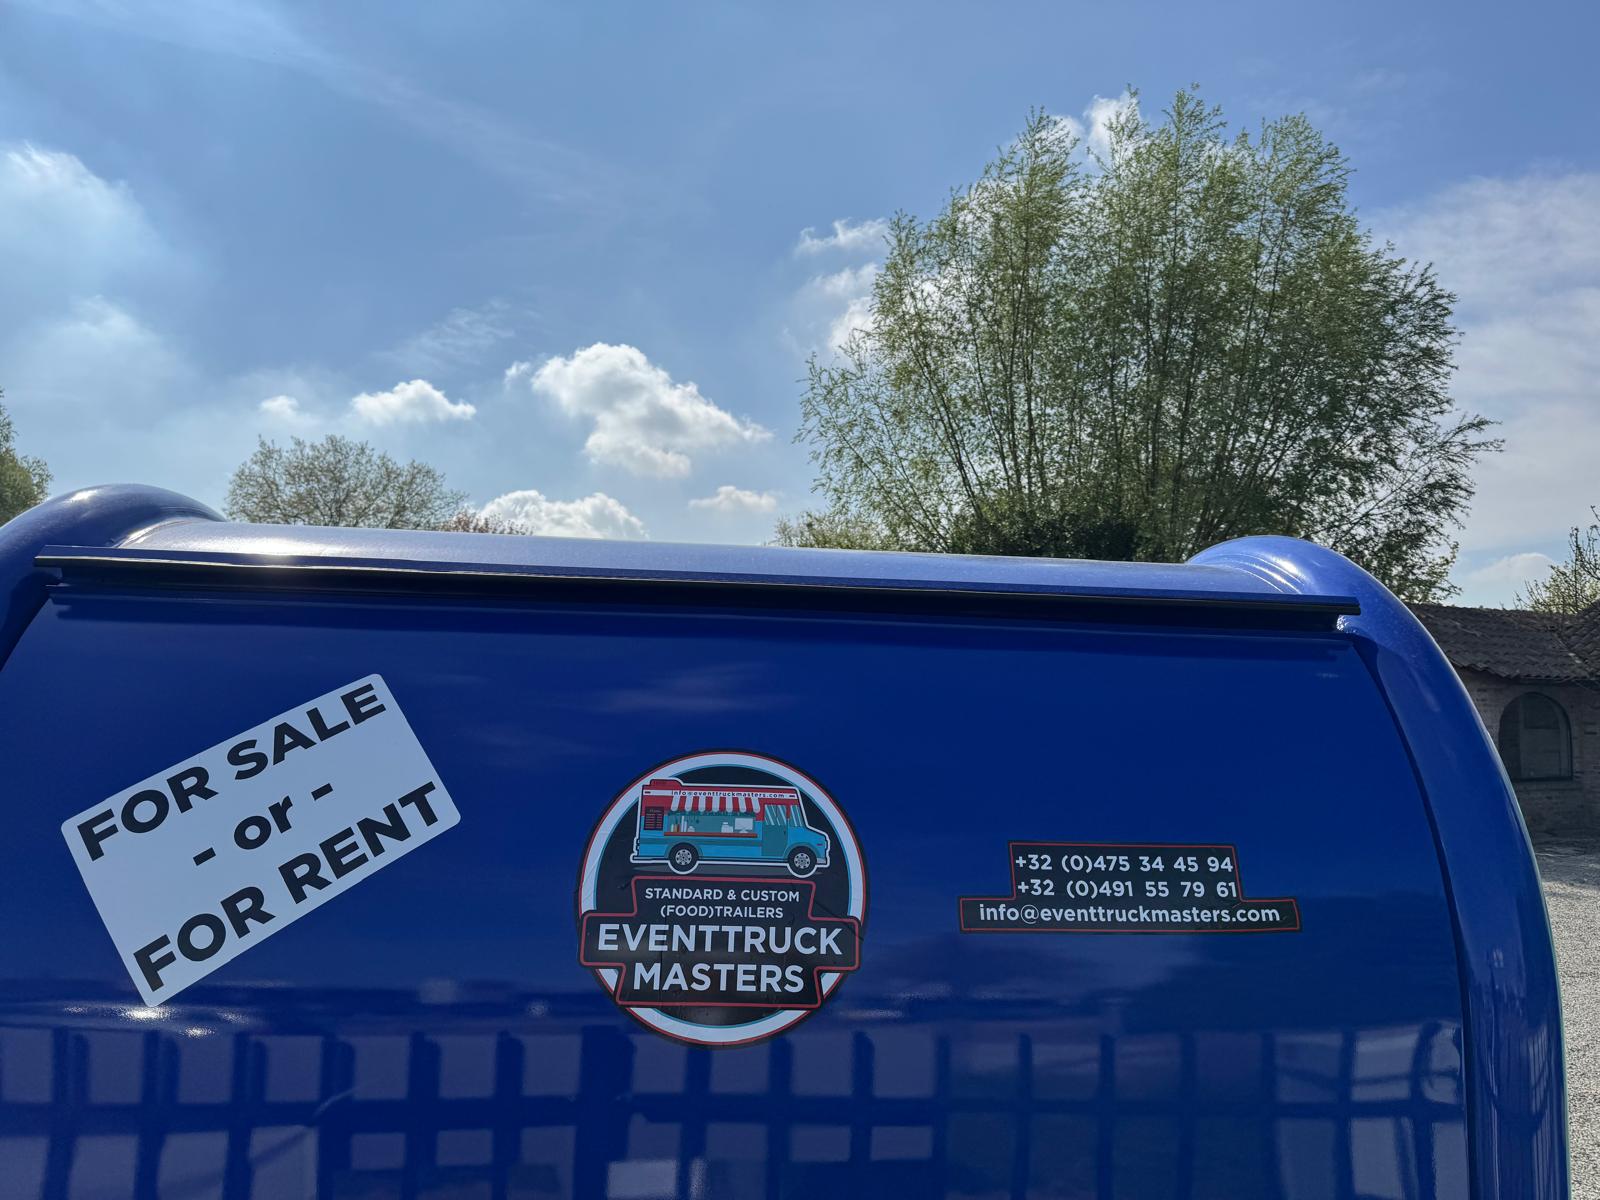 FOR SALE
- or -
FOR RENT
info@eventtruckmasters.com
STANDARD & CUSTOM
(FOOD)TRAILERS
EVENTTRUCK
MASTERS
+32 (0)475 34 45 94
+32 (0)491 55 79 61
info@eventtruckmasters.com